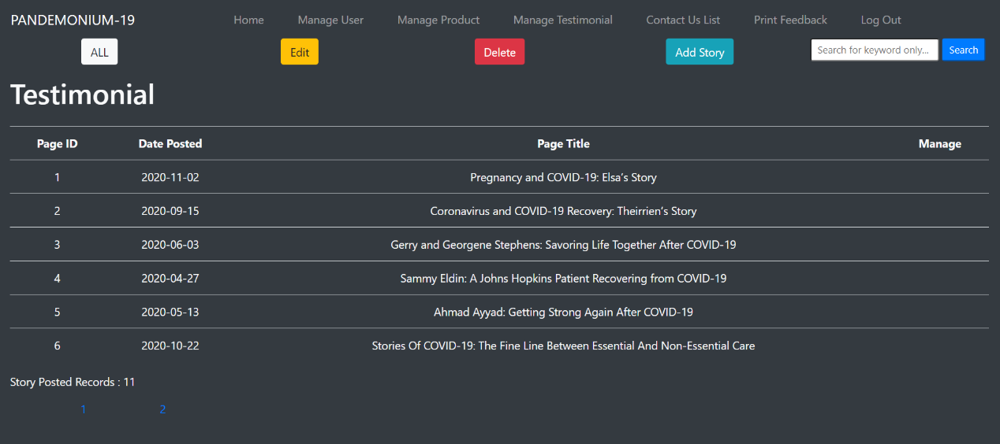 PANDEMONIUM-19 Home Manage User Manage Product Manage Testimonial Contact Us List Print Feedback Log Out
ALL Edit Delete Add Story Search for keyword only... Search
Testimonial
Page ID Date Posted Page Title Manage
1 2020-11-02 Pregnancy and COVID-19: Elsa’s Story
2 2020-09-15 Coronavirus and COVID-19 Recovery: Theirrien’s Story
3 2020-06-03 Gerry and Georgene Stephens: Savoring Life Together After COVID-19
4 2020-04-27 Sammy Eldin: A Johns Hopkins Patient Recovering from COVID-19
5 2020-05-13 Ahmad Ayyad: Getting Strong Again After COVID-19
6 2020-10-22 Stories Of COVID-19: The Fine Line Between Essential And Non-Essential Care
Story Posted Records : 11
1 2